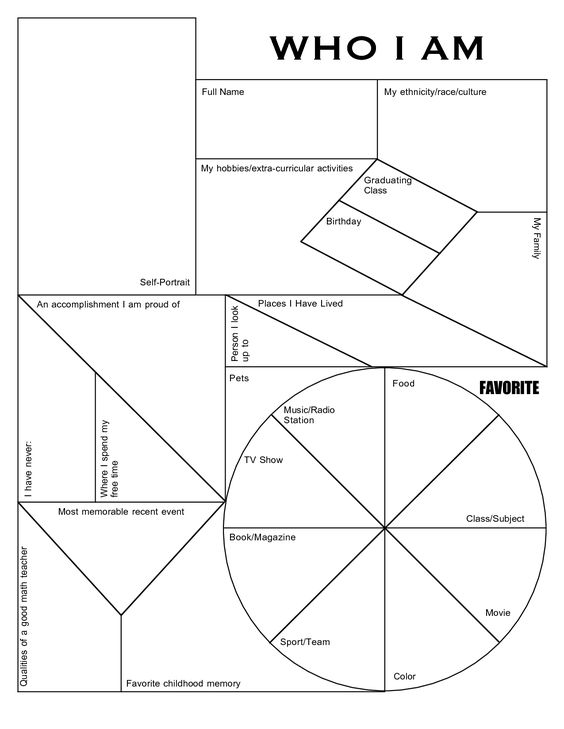 WHO I AM
Full Name
My ethnicity/race/culture
My hobbies/extra-curricular activities
Graduating
Class
Birthday
My Family
Self-Portrait
An accomplishment I am proud of
Places I Have Lived
Person I look
up to
Pets
FAVORITE
Food
Music/Radio
Station
TV Show
Class/Subject
Book/Magazine
Movie
Sport/Team
Color
I have never:
Where I spend my
free time
Most memorable recent event
Qualities of a good math teacher
Favorite childhood memory